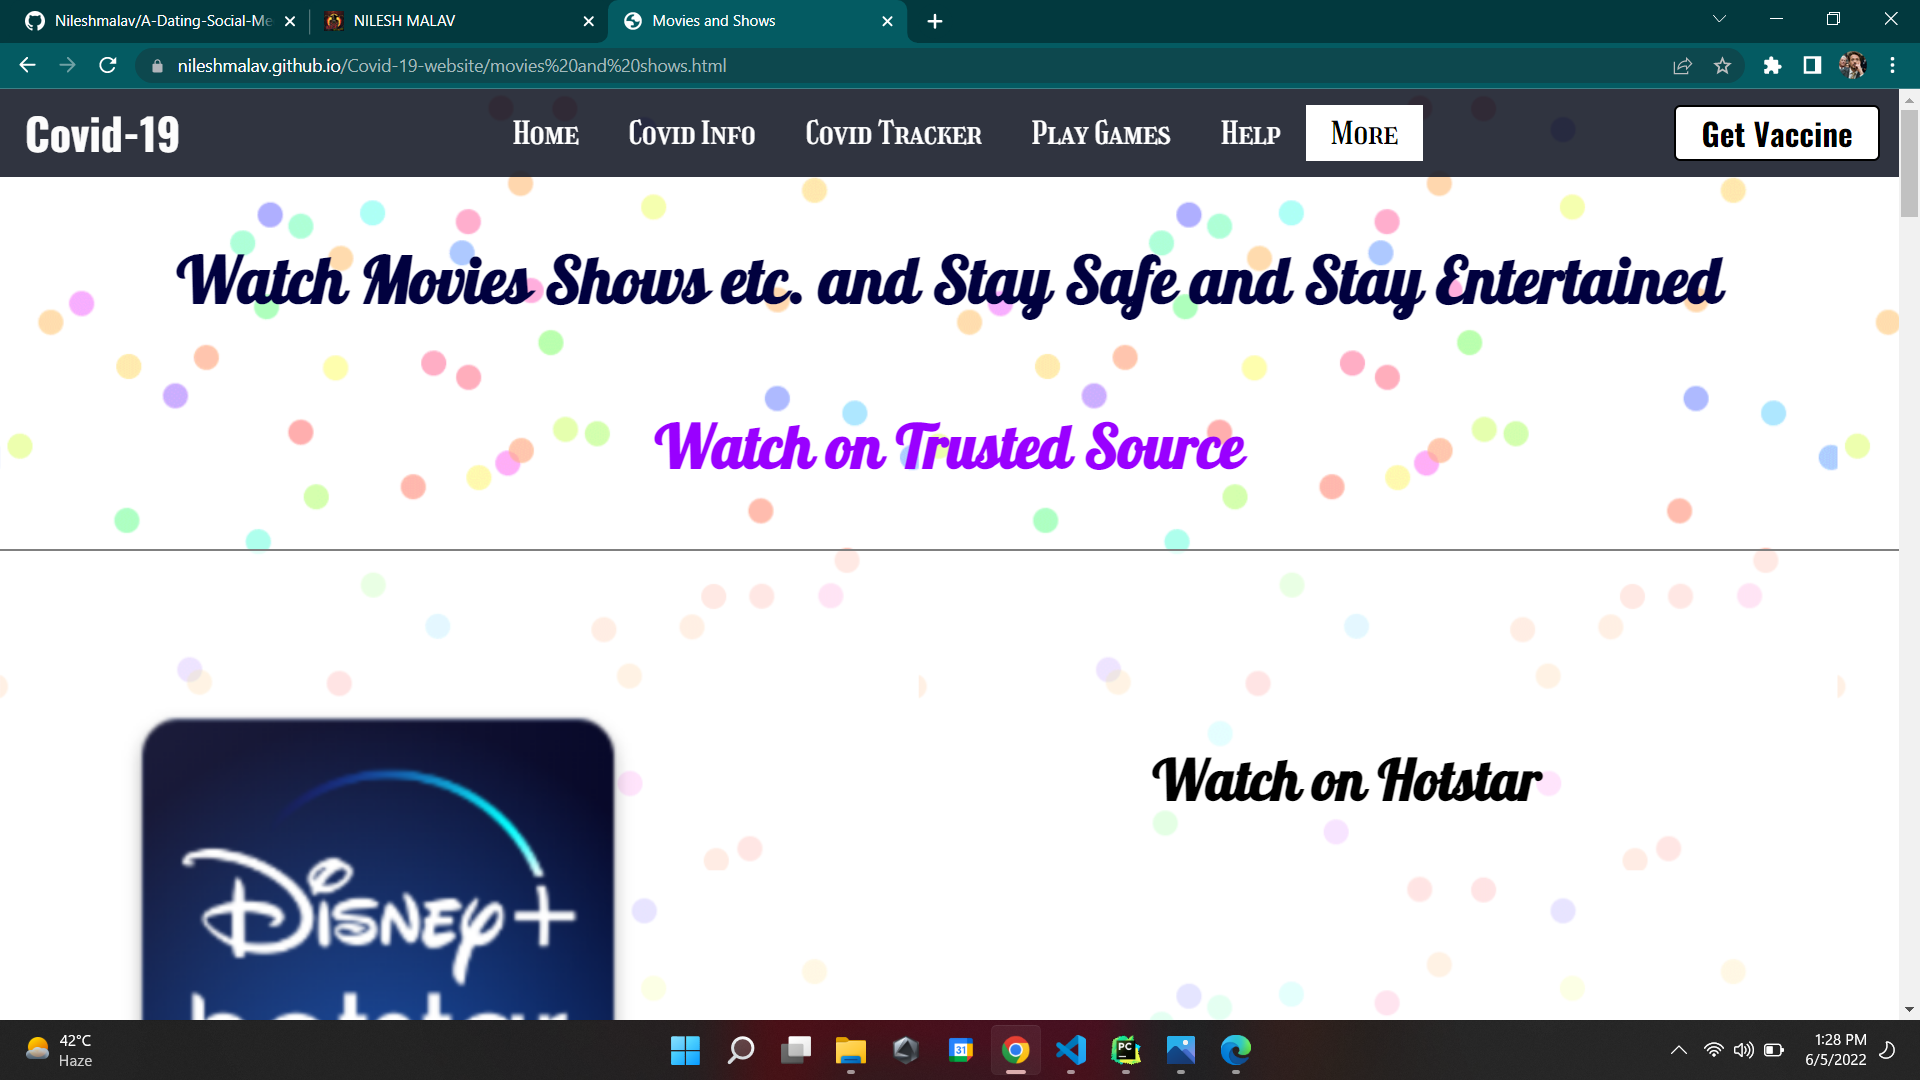 Nileshmalav/A-Dating-Social-Me
NILESH MALAV
Movies and Shows
nileshmalav.github.io/Covid-19-website/movies%20and%20shows.html
Covid-19
Home
Covid Info
Covid Tracker
Play Games
Help
More
Get Vaccine
Watch Movies Shows etc. and Stay Safe and Stay Entertained
Watch on Trusted Source
Watch on Hotstar
Disney+
hotstar
42°C
Haze
31
PC
1:28 PM
6/5/2022